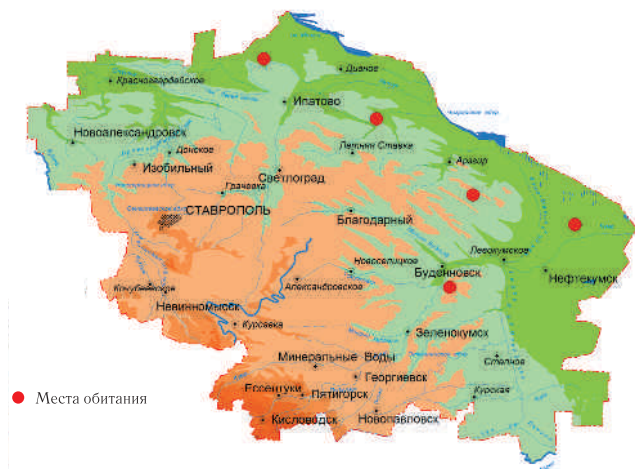 Дивное
Красногвардейское
Ипатово
Новоалександровск
Донское
Летняя Ставка
Арзгир
Изобильный
Светлоград
Грачевка
СТАВРОПОЛЬ
Благодарный
Левокумское
Новоселицкое
Буденновск
Нефтекумск
Кочубеевское
Александровское
Невинномысск
Курсавка
Зеленокумск
Минеральные Воды
Степное
Георгиевск
Ессентуки
Пятигорск
Курская
Места обитания
Кисловодск
Новопавловск